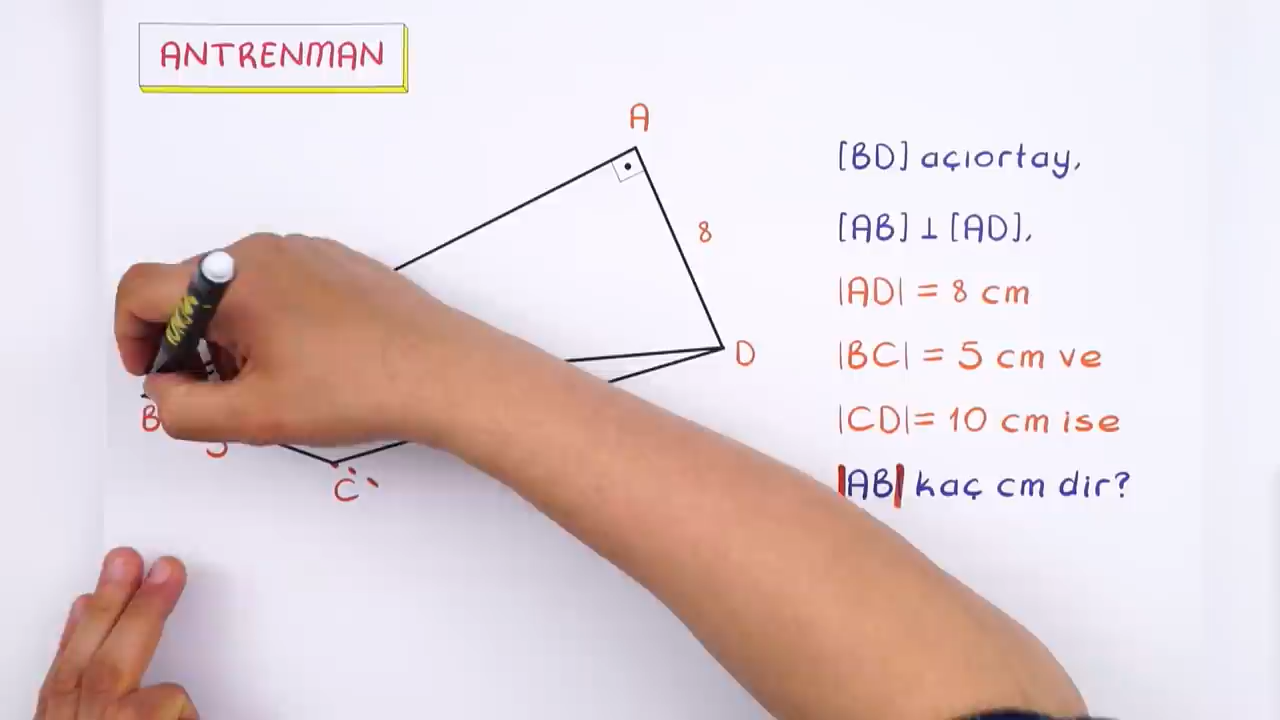 ANTRENMAN
A
8
D
B
C
[BD] açıortay,
[AB] ⊥ [AD],
|AD| = 8 cm
|BC| = 5 cm ve
|CD| = 10 cm ise
|AB| kaç cm dir?